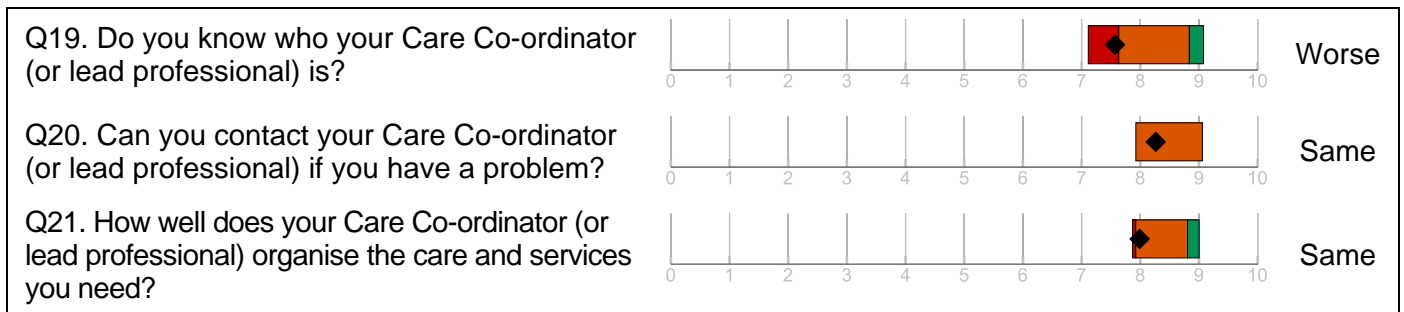 Q19. Do you know who your Care Co-ordinator
(or lead professional) is?
0 1 2 3 4 5 6 7 8 9 10
Worse
Q20. Can you contact your Care Co-ordinator
(or lead professional) if you have a problem?
0 1 2 3 4 5 6 7 8 9 10
Same
Q21. How well does your Care Co-ordinator (or
lead professional) organise the care and services
you need?
0 1 2 3 4 5 6 7 8 9 10
Same